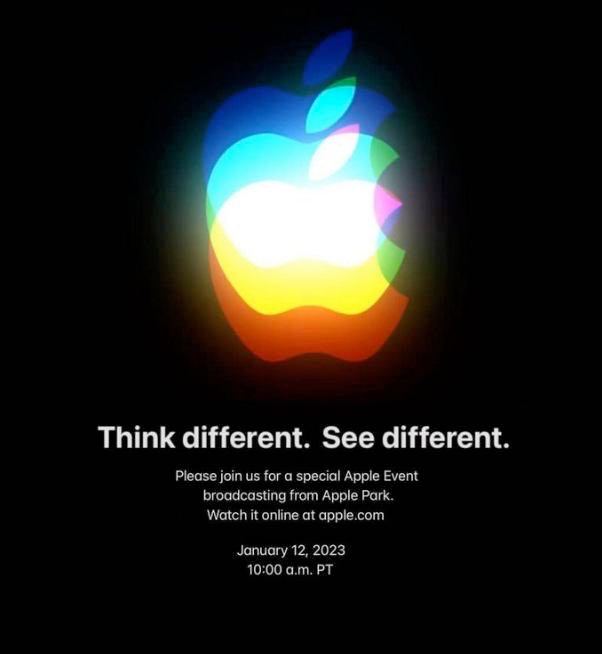 Think different. See different.
Please join us for a special Apple Event
broadcasting from Apple Park.
Watch it online at apple.com
January 12, 2023
10:00 a.m. PT